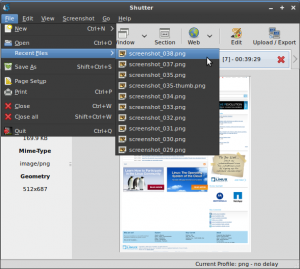 Shutter
File Edit View Screenshot Go Help
New Ctrl+N
Open Ctrl+O
Recent Files
Save As Shift+Ctrl+S
Page Setup
Print Ctrl+P
Close Ctrl+W
Close all Shift+Ctrl+W
Quit Ctrl+Q
screenshot_038.png
screenshot_037.png
screenshot_035.png
screenshot_035-thumb.png
screenshot_034.png
screenshot_033.png
screenshot_032.png
screenshot_031.png
screenshot_030.png
screenshot_029.png
Window Section Web Edit Upload / Export
[7] - 00:39:29
169.9 KB
Mime-Type
image/png
Geometry
512x687
Current Profile: png - no delay